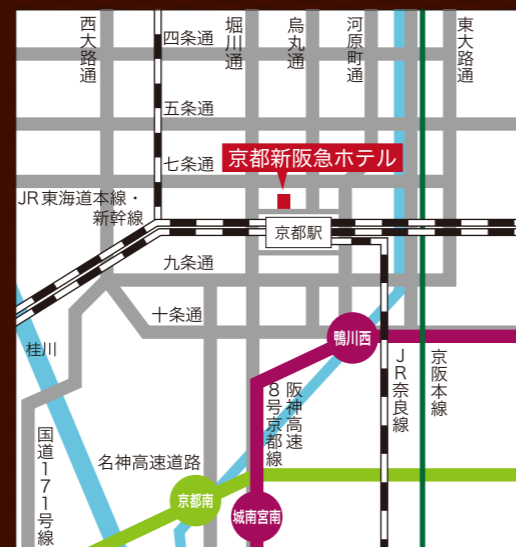 西大路通
四条通
堀川通
烏丸通
河原町通
東大路通
五条通
七条通
京都新阪急ホテル
JR東海道本線・
新幹線
京都駅
九条通
十条通
鴨川西
桂川
JR奈良線
京阪本線
阪神高速
8号京都線
国道171号線
名神高速道路
京都南
城南宮南